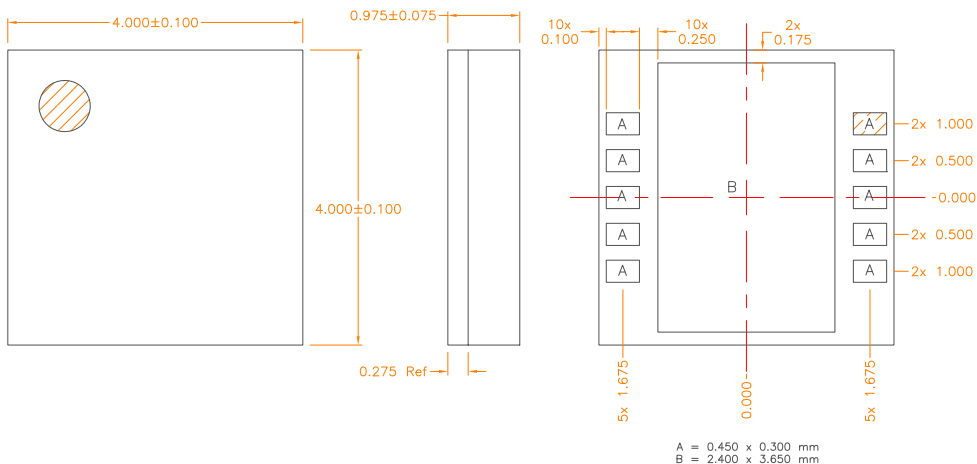 4.000±0.100
0.975±0.075
10x
0.100
10x
0.250
2x
0.175
A
A
2x 1.000
A
A
2x 0.500
4.000±0.100
B
A
A
-0.000
A
A
2x 0.500
A
A
2x 1.000
0.275 Ref
5x 1.675
0.000
5x 1.675
A = 0.450 x 0.300 mm
B = 2.400 x 3.650 mm